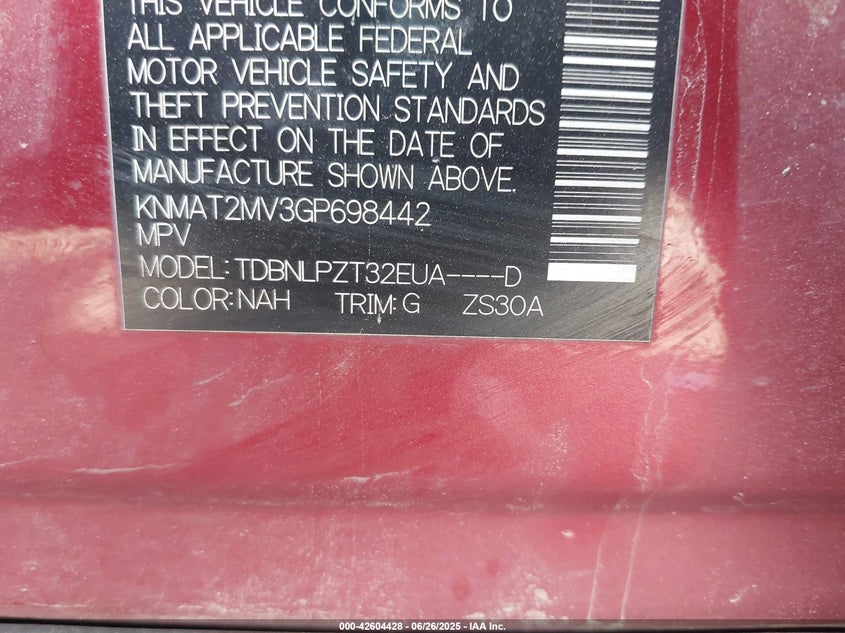 THIS VEHICLE CONFORMS TO
ALL APPLICABLE FEDERAL
MOTOR VEHICLE SAFETY AND
THEFT PREVENTION STANDARDS
IN EFFECT ON THE DATE OF
MANUFACTURE SHOWN ABOVE.
KNMAT2MV3GP698442
MPV
MODEL:TDBNLPZT32EUA----D
COLOR:NAH TRIM:G ZS30A
000-42604428 - 06/26/2025 - IAA Inc.